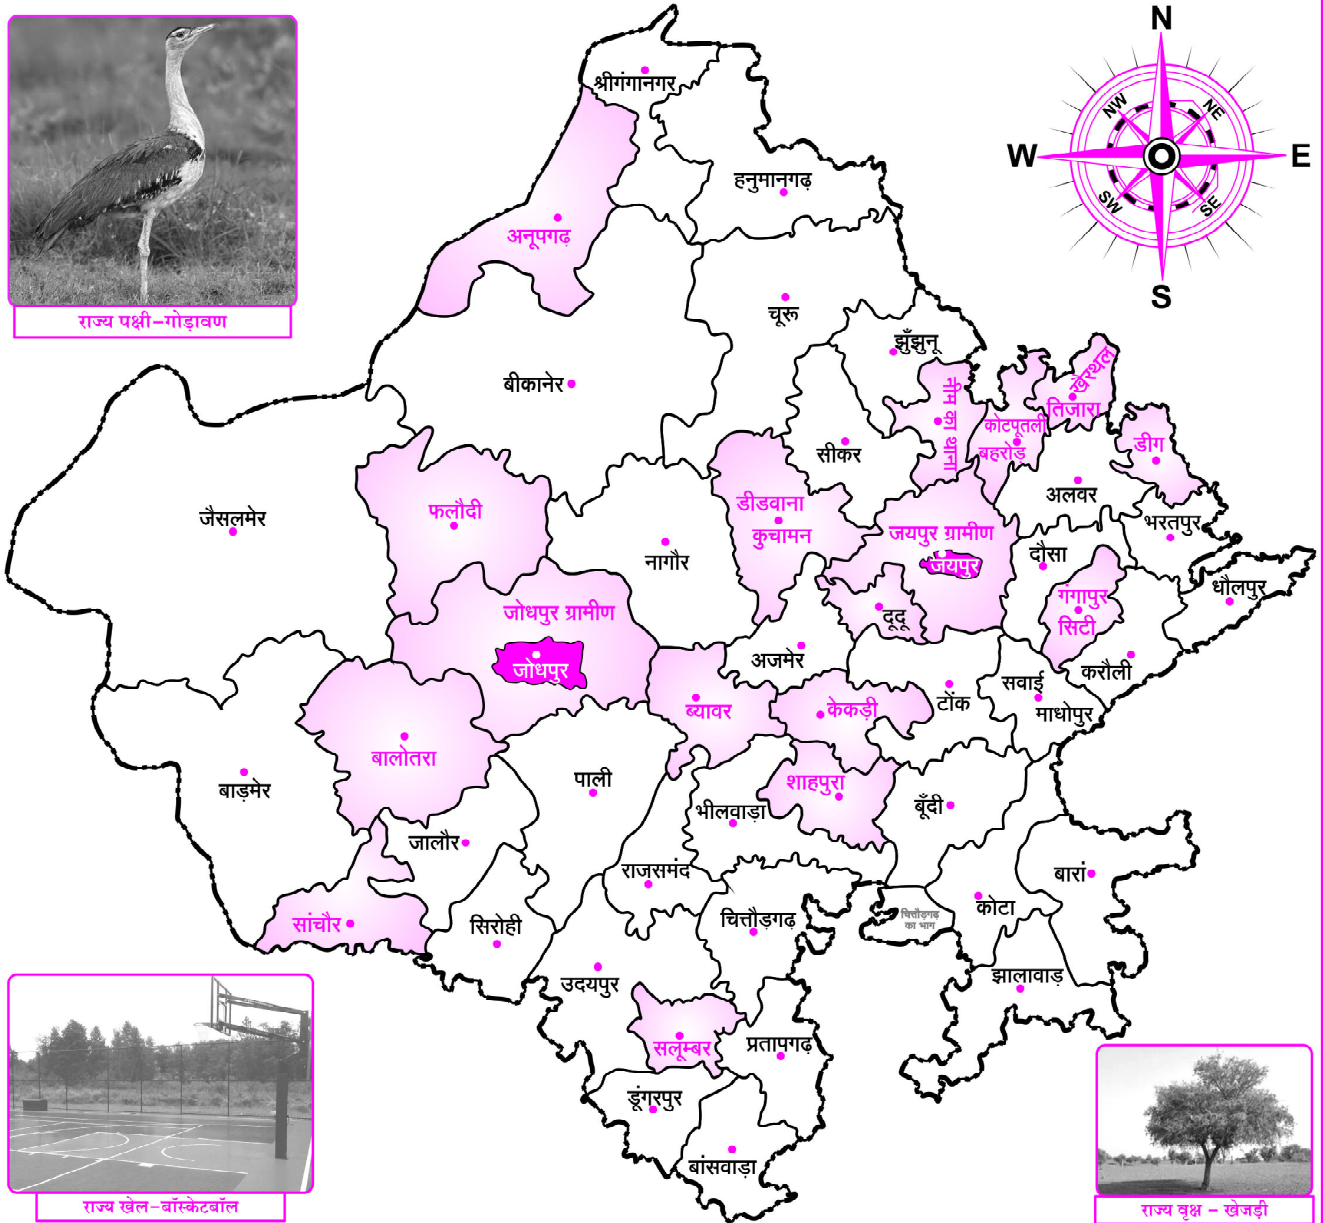 N
NW
NE
W
E
SW
SE
S
राज्य पक्षी–गोड़ावण
श्रीगंगानगर
हनुमानगढ़
अनूपगढ़
चूरू
झुँझुनू
बीकानेर
नीम का थाना
खैरथल
तिजारा
कोटपूतली
बहरोड़
डीग
सीकर
अलवर
भरतपुर
जैसलमेर
फलौदी
डीडवाना
कुचामन
नागौर
जयपुर ग्रामीण
जयपुर
दौसा
धौलपुर
गंगापुर
सिटी
जोधपुर ग्रामीण
जोधपुर
दूदू
अजमेर
करौली
सवाई
माधोपुर
टोंक
ब्यावर
केकड़ी
बालोतरा
बाड़मेर
पाली
शाहपुरा
भीलवाड़ा
बूँदी
जालौर
राजसमंद
बारां
कोटा
चित्तौड़गढ़
चित्तौड़गढ़
का भाग
सांचौर
सिरोही
उदयपुर
झालावाड़
सलूम्बर
प्रतापगढ़
डूंगरपुर
बांसवाड़ा
राज्य खेल–बॉस्केटबॉल
राज्य वृक्ष – खेजड़ी